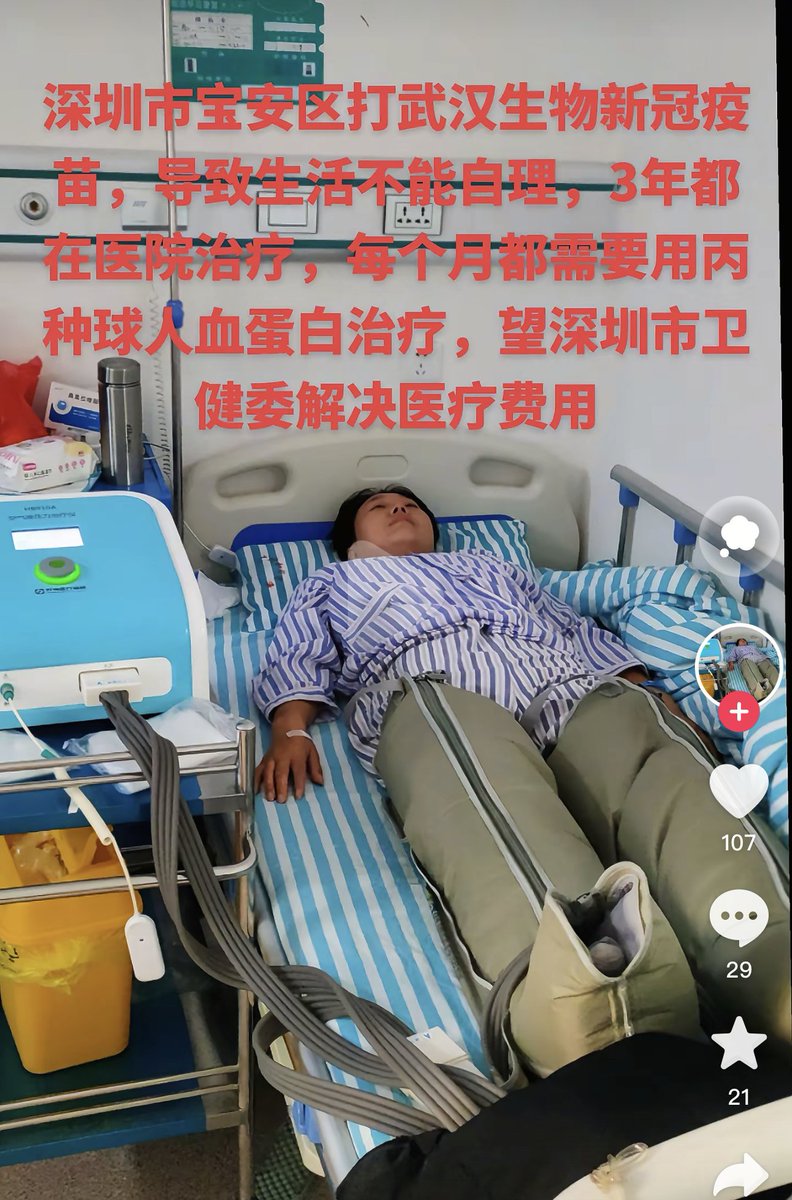 深圳市宝安区打武汉生物新冠疫
苗，导致生活不能自理，3年都
在医院治疗，每个月都需要用丙
种球人血蛋白治疗，望深圳市卫
健委解决医疗费用
107
29
21